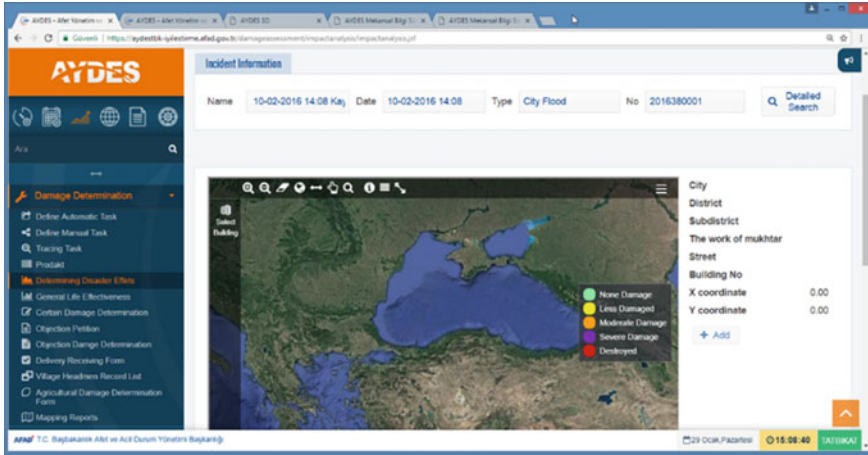 AYDES - Afet Yönetim ve
AYDES - Afet Yönetim ve
AYDES 3D
AYDES Mekansal Bilgi Si
AYDES Mekansal Bilgi Si
Güvenli | https://aydestbk-iyilestirme.afad.gov.tr/damageassessment/impactanalysis/impactanalysis.jsf
AYDES
Ara
Damage Determination
Define Automatic Task
Define Manual Task
Tracing Task
Prodakt
Determining Disaster Effets
General Life Effectiveness
Certain Damage Determination
Objection Petition
Objection Damge Determination
Delivery Receiving Form
Village Headmen Record List
Agricultural Damage Determination
Form
Mapping Reports
Incident Information
Name 10-02-2016 14:08 Kay Date 10-02-2016 14:08 Type City Flood No 2016380001 Detailed
Search
Select
Building
None Damage
Less Damaged
Moderate Damage
Severe Damage
Destroyed
City
District
Subdistrict
The work of mukhtar
Street
Building No
X coordinate 0.00
Y coordinate 0.00
+ Add
AFAD T.C. Başbakanlık Afet ve Acil Durum Yönetimi Başkanlığı
29 Ocak,Pazartesi 15:08:40 TATBIKAT